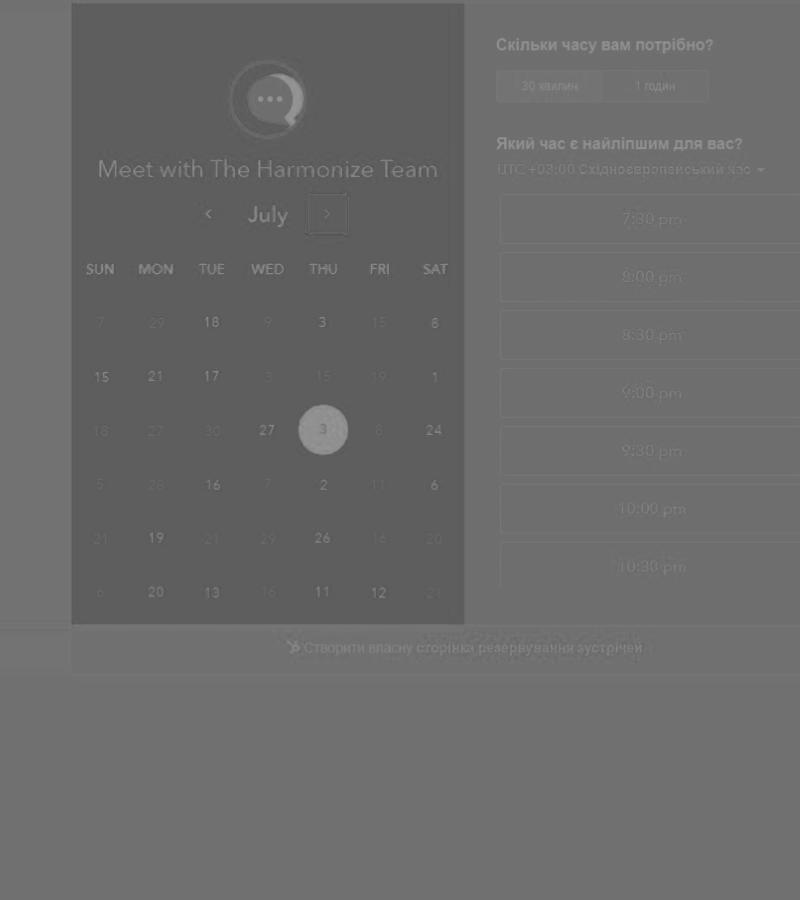 Meet with The Harmonize Team
July
SUN MON TUE WED THU FRI SAT
7 29 18 9 3 15 8
15 21 17 3 15 19 1
18 27 30 27 3 8 24
5 28 16 7 2 11 6
21 19 21 29 26 16 20
6 20 13 16 11 12 21
Скільки часу вам потрібно?
30 хвилин 1 годин
Який час є найліпшим для вас?
UTC +03:00 Східноєвропейський час
7:30 pm
8:00 pm
8:30 pm
9:00 pm
9:30 pm
10:00 pm
10:30 pm
Створити власну сторінка резервування зустрічей